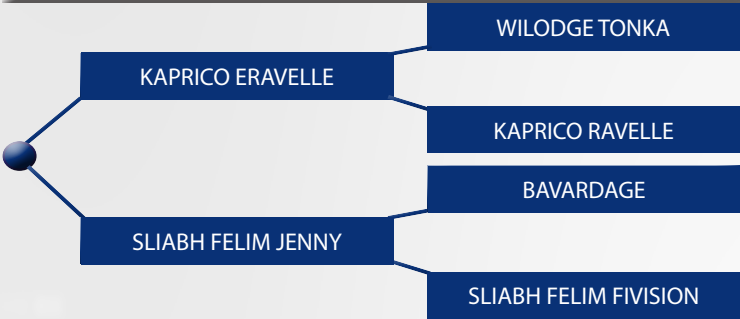 WILODGE TONKA
KAPRICO ERAVELLE
KAPRICO RAVELLE
BAVARDAGE
SLIABH FELIM JENNY
SLIABH FELIM FIVISION